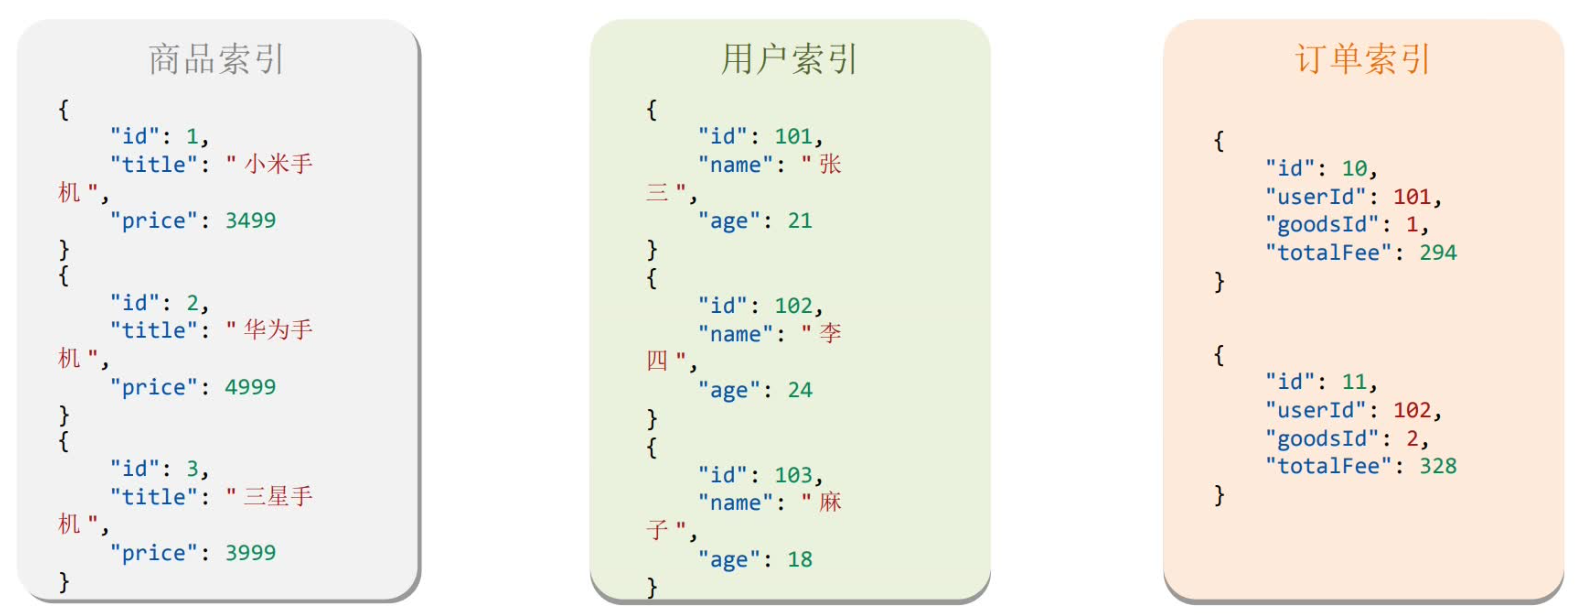 商品索引
{
"id": 1,
"title": "小米手
机",
"price": 3499
}
{
"id": 2,
"title": "华为手
机",
"price": 4999
}
{
"id": 3,
"title": "三星手
机",
"price": 3999
}
用户索引
{
"id": 101,
"name": "张
三",
"age": 21
}
{
"id": 102,
"name": "李
四",
"age": 24
}
{
"id": 103,
"name": "麻
子",
"age": 18
}
订单索引
{
"id": 10,
"userId": 101,
"goodsId": 1,
"totalFee": 294
}
{
"id": 11,
"userId": 102,
"goodsId": 2,
"totalFee": 328
}